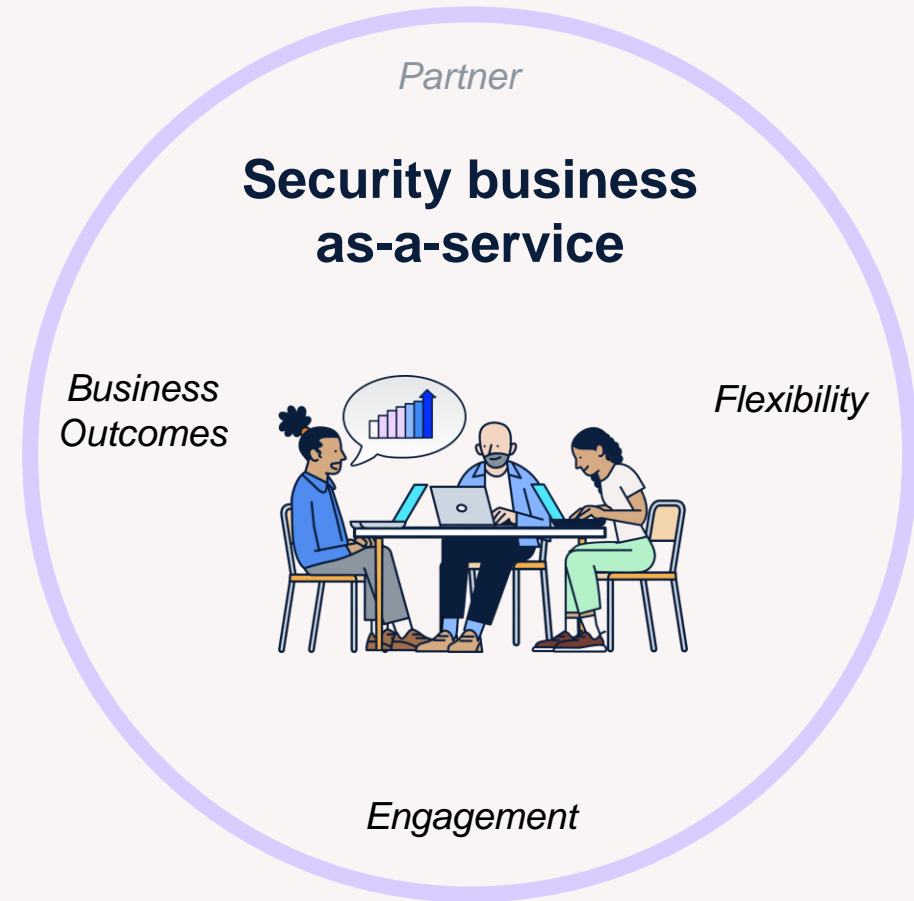 Partner
Security business
as-a-service
Business
Outcomes
Flexibility
Engagement